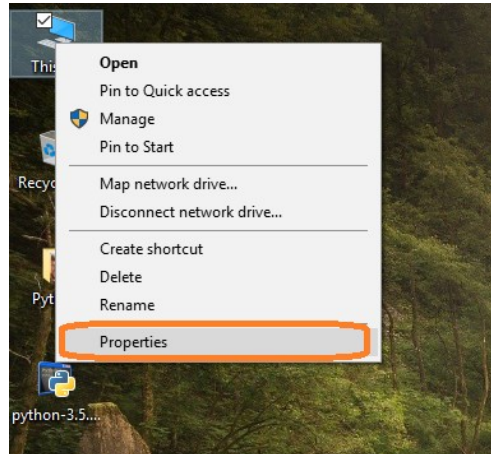 This
Open
Pin to Quick access
Manage
Pin to Start
Recyc
Map network drive...
Disconnect network drive...
Create shortcut
Delete
Pyt
Rename
Properties
python-3.5....